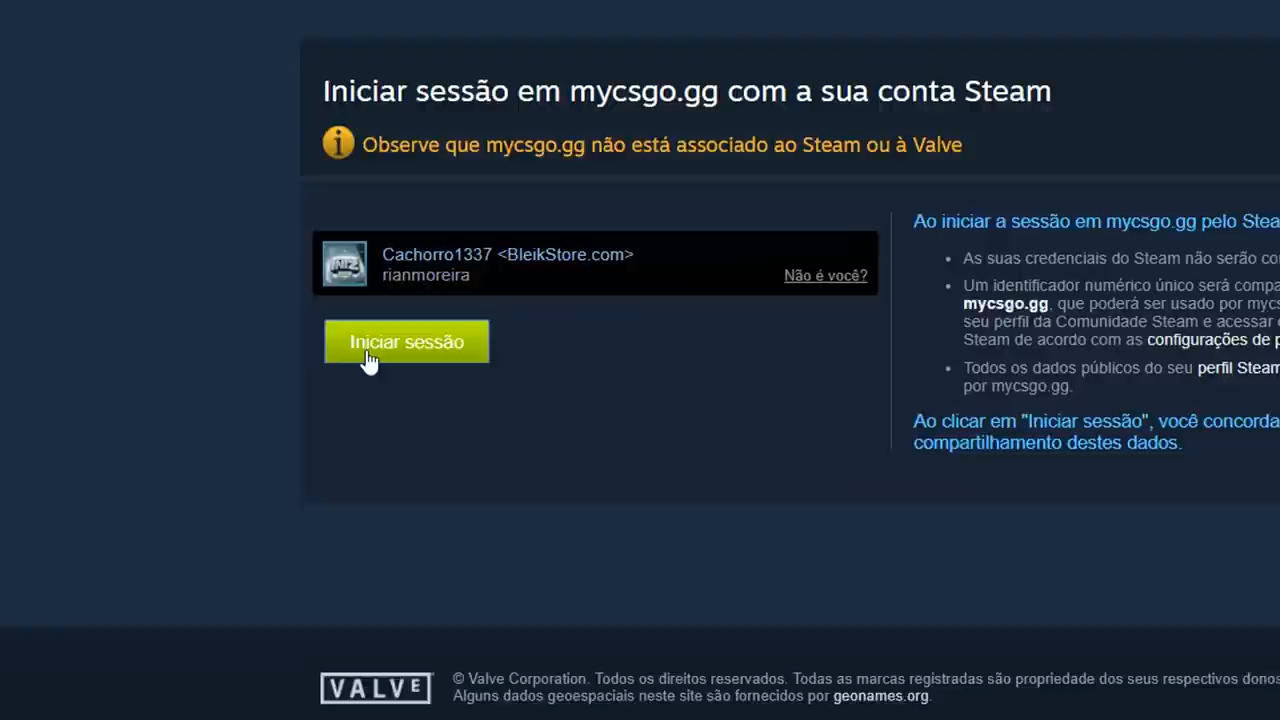 Iniciar sessão em mycsgo.gg com a sua conta Steam
Observe que mycsgo.gg não está associado ao Steam ou à Valve
Cachorro1337 <BleikStore.com>
rianmoreira
Não é você?
Iniciar sessão
Ao iniciar a sessão em mycsgo.gg pelo Stea
As suas credenciais do Steam não serão co
Um identificador numérico único será compa
mycsgo.gg, que poderá ser usado por mycs
seu perfil da Comunidade Steam e acessar
Steam de acordo com as configurações de p
Todos os dados públicos do seu perfil Steam
por mycsgo.gg.
Ao clicar em "Iniciar sessão", você concorda
compartilhamento destes dados.
VALVE
© Valve Corporation. Todos os direitos reservados. Todas as marcas registradas são propriedade dos seus respectivos donos
Alguns dados geoespaciais neste site são fornecidos por geonames.org.